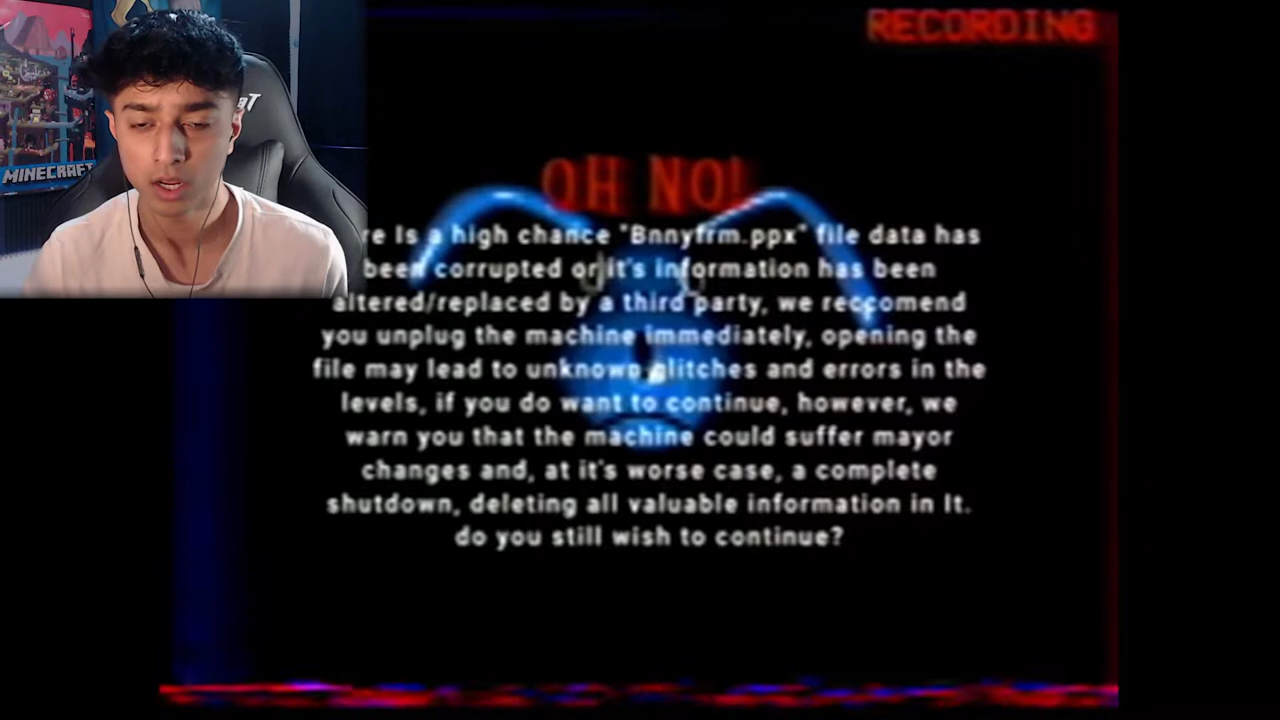 RECORDING
MINECRAFT
OH NO!
re Is a high chance "Bnnyfrm.ppx" file data has
been corrupted or it's information has been
altered/replaced by a third party, we reccomend
you unplug the machine immediately, opening the
file may lead to unknown glitches and errors in the
levels, if you do want to continue, however, we
warn you that the machine could suffer mayor
changes and, at it's worse case, a complete
shutdown, deleting all valuable information in It.
do you still wish to continue?